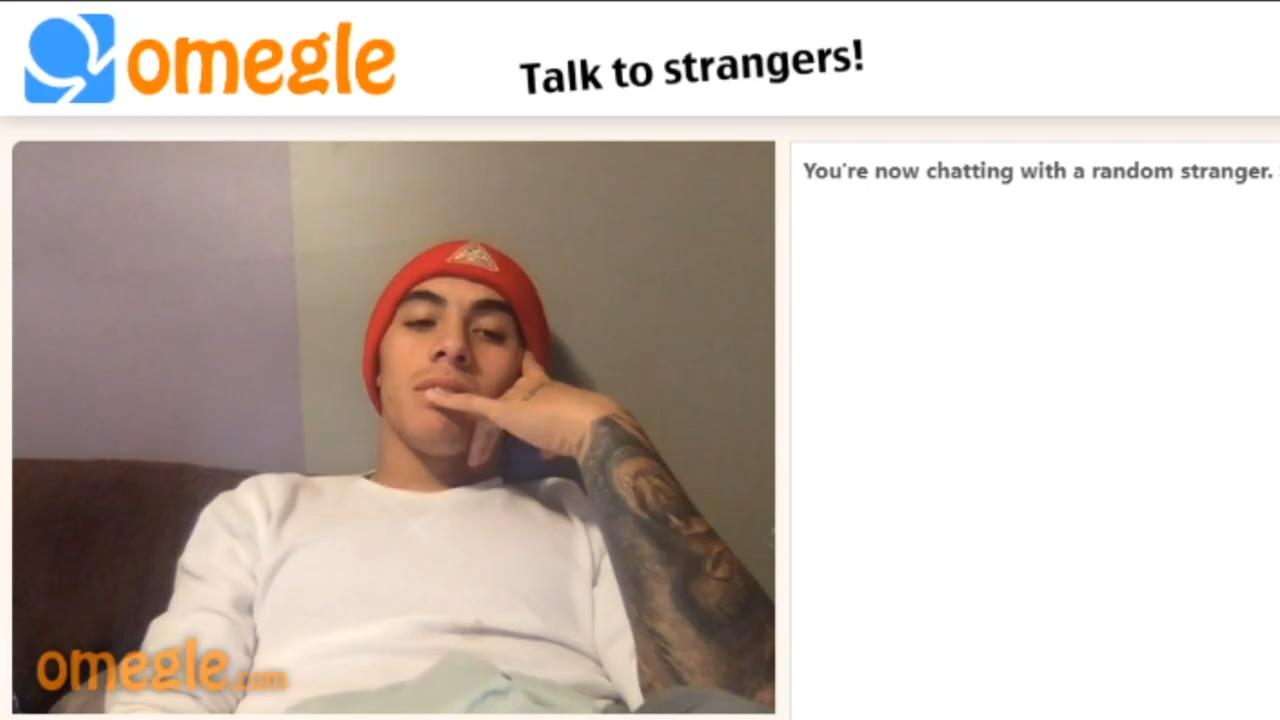 omegle
Talk to strangers!
You're now chatting with a random stranger.
omegle.com